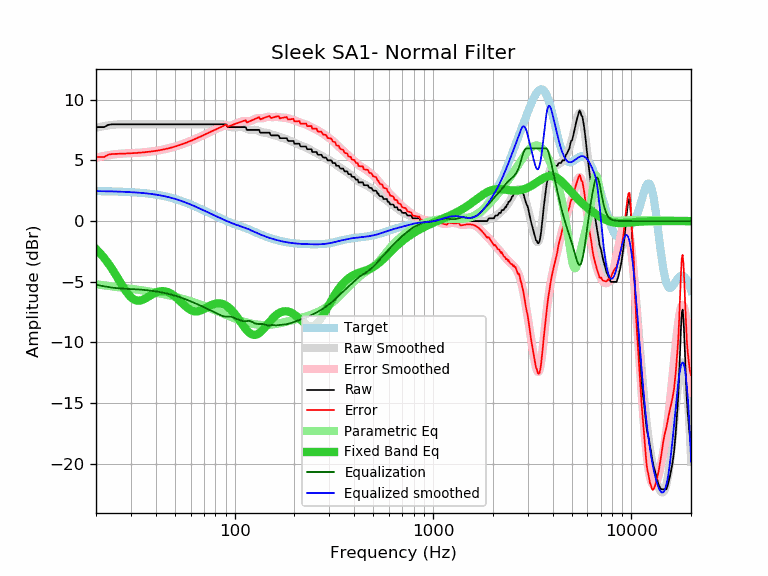 Sleek SA1- Normal Filter
10
5
0
−5
−10
−15
−20
Amplitude (dBr)
Target
Raw Smoothed
Error Smoothed
Raw
Error
Parametric Eq
Fixed Band Eq
Equalization
Equalized smoothed
100
1000
10000
Frequency (Hz)